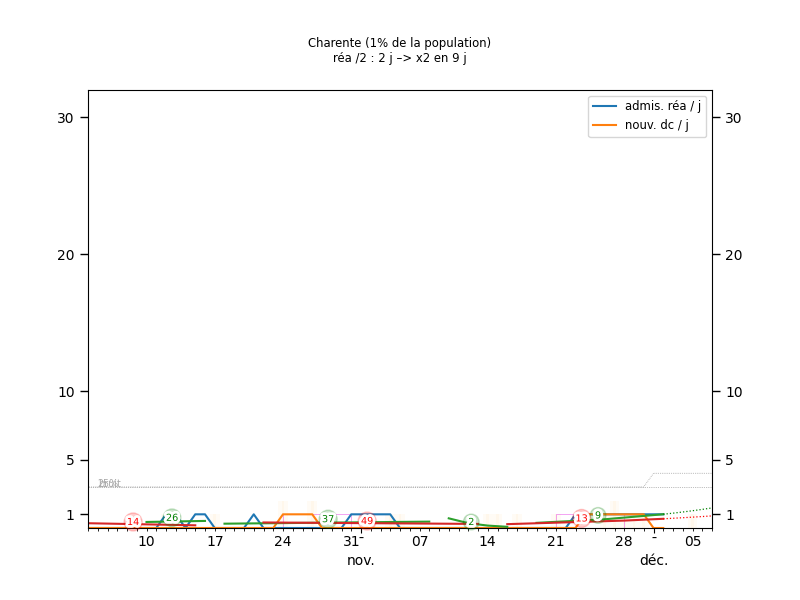 Charente (1% de la population)
réa /2 : 2 j –> x2 en 9 j
admis. réa / j
nouv. dc / j
30 30
20 20
10 10
5 5
1 1
14 26 37 49 2 13 9
10 17 24 31 07 14 21 28 - 05
nov. déc.